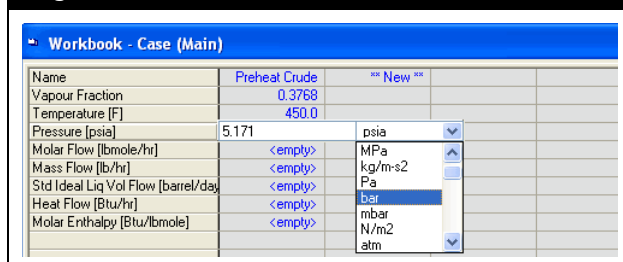 Workbook - Case (Main)
Name Preheat Crude ** New **
Vapour Fraction 0.3768
Temperature [F] 450.0
Pressure [psia] 5.171 psia
Molar Flow [lbmole/hr] <empty> MPa
Mass Flow [lb/hr] <empty> kg/m-s2
Std Ideal Liq Vol Flow [barrel/day <empty> Pa
Heat Flow [Btu/hr] <empty> bar
Molar Enthalpy [Btu/lbmole] <empty> mbar
N/m2
atm